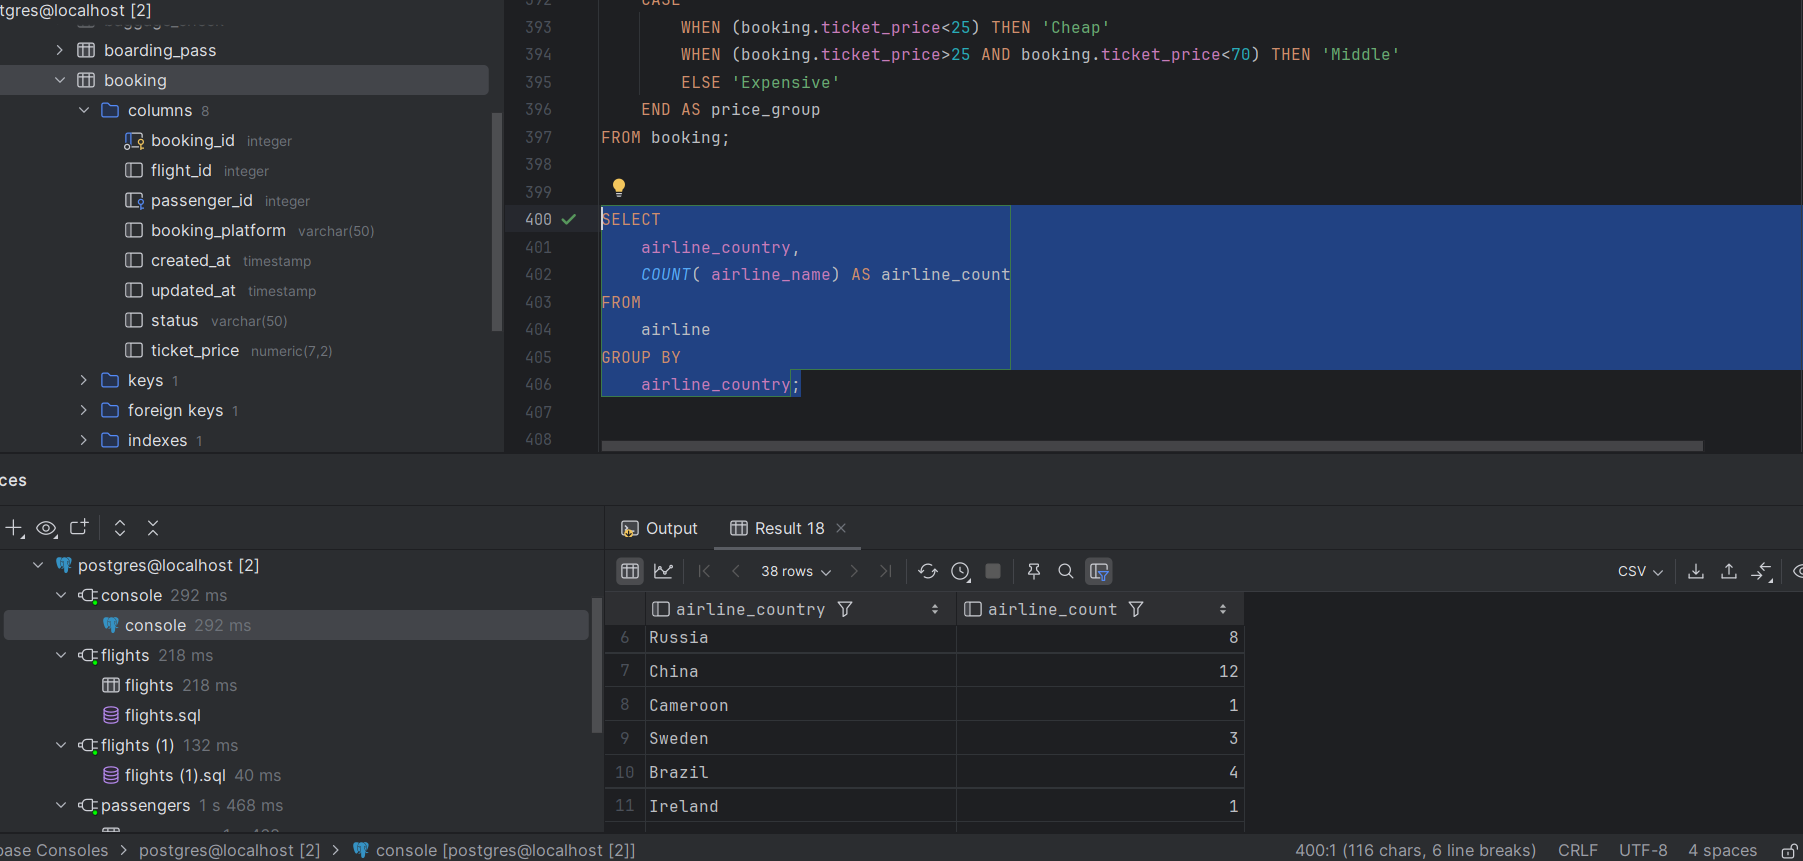 tgres@localhost [2]
boarding_pass
booking
columns 8
booking_id integer
flight_id integer
passenger_id integer
booking_platform varchar(50)
created_at timestamp
updated_at timestamp
status varchar(50)
ticket_price numeric(7,2)
keys 1
foreign keys 1
indexes 1
392 CASE
393 WHEN (booking.ticket_price<25) THEN 'Cheap'
394 WHEN (booking.ticket_price>25 AND booking.ticket_price<70) THEN 'Middle'
395 ELSE 'Expensive'
396 END AS price_group
397 FROM booking;
398
399
400 SELECT
401 airline_country,
402 COUNT( airline_name) AS airline_count
403 FROM
404 airline
405 GROUP BY
406 airline_country;
407
408
ces
postgres@localhost [2]
console 292 ms
console 292 ms
flights 218 ms
flights 218 ms
flights.sql
flights (1) 132 ms
flights (1).sql 40 ms
passengers 1 s 468 ms
Output Result 18
38 rows CSV
airline_country airline_count
6 Russia 8
7 China 12
8 Cameroon 1
9 Sweden 3
10 Brazil 4
11 Ireland 1
base Consoles > postgres@localhost [2] > console [postgres@localhost [2]]
400:1 (116 chars, 6 line breaks) CRLF UTF-8 4 spaces